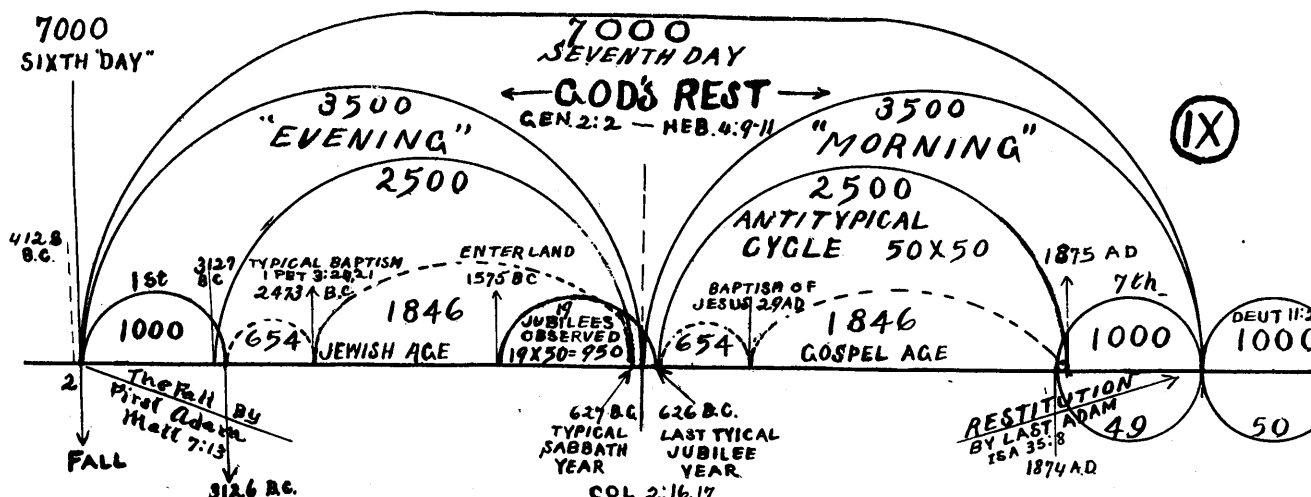 7000
SIXTH "DAY"
7000
SEVENTH DAY
GOD'S REST
GEN. 2:2 — HEB. 4:9-11
3500
"EVENING"
3500
"MORNING"
IX
2500
2500
ANTITYPICAL
CYCLE 50X50
4128
B.C.
1st
1000
3127
B.C
TYPICAL BAPTISM
1 PET 3:20,21
2473 B.C.
ENTER LAND
1575 BC
654
1846
JEWISH AGE
19
JUBILEES
OBSERVED
19X50=950
654
BAPTISM OF
JESUS 29AD
1846
GOSPEL AGE
1875 AD
7th
1000
DEUT 11:2
1000
2
The Fall By
First Adam
Matt 7:13
FALL
3126 B.C.
627 B.C.
TYPICAL
SABBATH
YEAR
626 B.C.
LAST TYICAL
JUBILEE
YEAR
COL 2:16,17
RESTITUTION
BY LAST ADAM
ISA 35:8
1874 A.D.
49
50